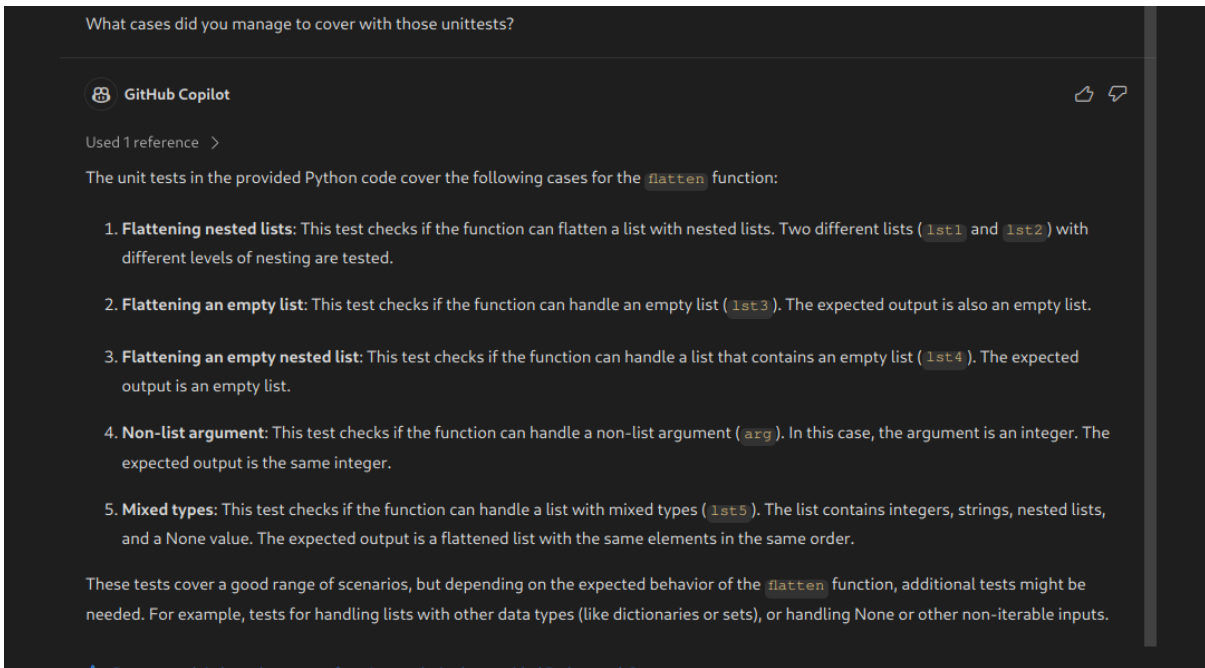 What cases did you manage to cover with those unittests?
GitHub Copilot
Used 1 reference
The unit tests in the provided Python code cover the following cases for the flatten function:
1. Flattening nested lists: This test checks if the function can flatten a list with nested lists. Two different lists ( lst1 and lst2 ) with
different levels of nesting are tested.
2. Flattening an empty list: This test checks if the function can handle an empty list ( lst3 ). The expected output is also an empty list.
3. Flattening an empty nested list: This test checks if the function can handle a list that contains an empty list ( lst4 ). The expected
output is an empty list.
4. Non-list argument: This test checks if the function can handle a non-list argument ( arg ). In this case, the argument is an integer. The
expected output is the same integer.
5. Mixed types: This test checks if the function can handle a list with mixed types ( lst5 ). The list contains integers, strings, nested lists,
and a None value. The expected output is a flattened list with the same elements in the same order.
These tests cover a good range of scenarios, but depending on the expected behavior of the flatten function, additional tests might be
needed. For example, tests for handling lists with other data types (like dictionaries or sets), or handling None or other non-iterable inputs.